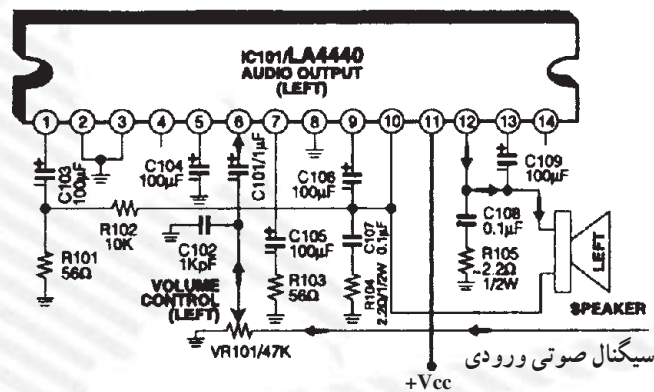 IC101/LA4440
AUDIO OUTPUT
(LEFT)
1 2 3 4 5 6 7 8 9 10 11 12 13 14
C103
100µF
C104
100µF
C101/1µF
C106
100µF
C109
100µF
R102
10K
C102
1KpF
C105
100µF
C107
0.1µF
C108
0.1µF
R101
56Ω
R103
56Ω
R104
2.2Ω/1/2W
R105
~2.2Ω
1/2W
LEFT
SPEAKER
VOLUME
CONTROL
(LEFT)
VR101/47K
سیگنال صوتی ورودی
+Vcc